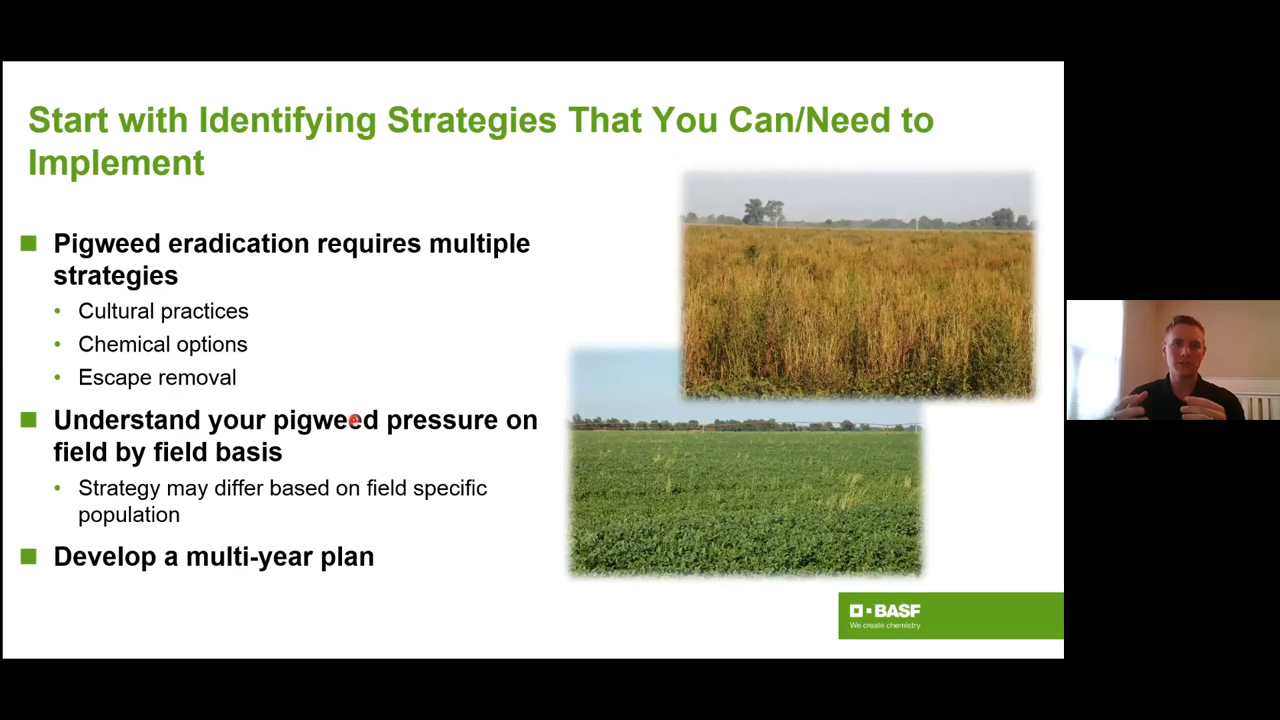 Start with Identifying Strategies That You Can/Need to
Implement
Pigweed eradication requires multiple
strategies
Cultural practices
Chemical options
Escape removal
Understand your pigweed pressure on
field by field basis
Strategy may differ based on field specific
population
Develop a multi-year plan
BASF
We create chemistry